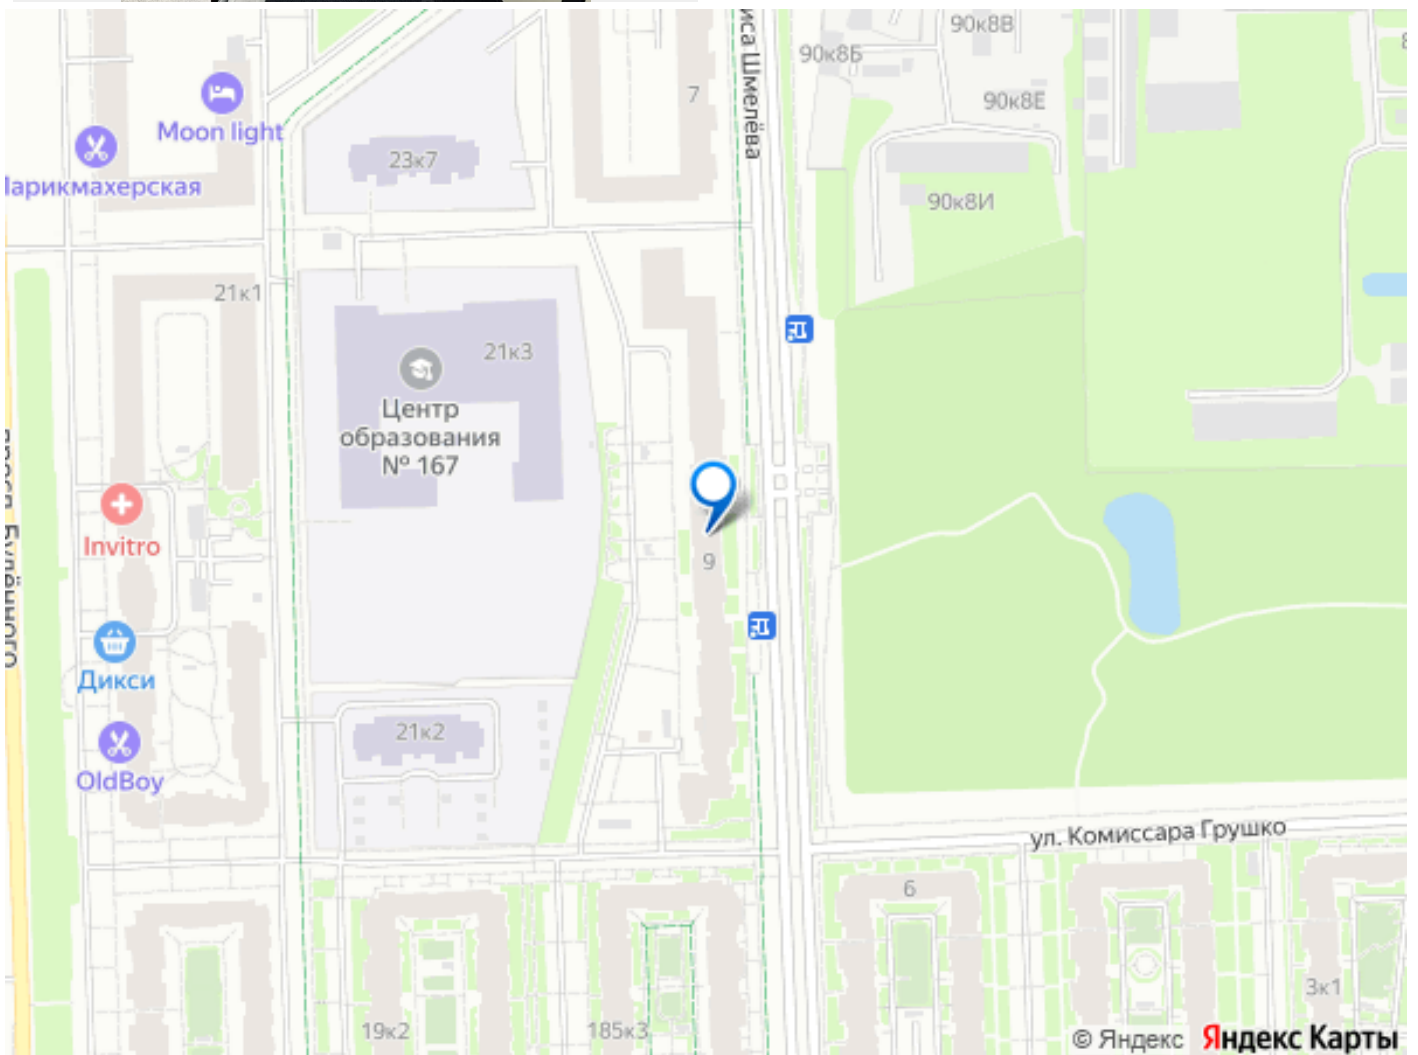 90к8В
90к8Б
7
90к8Е
Moon light
23к7
90к8И
21к1
21к3
Центр
образования
№ 167
Invitro
9
Дикси
21к2
OldBoy
ул. Комиссара Грушко
6
3к1
19к2
185к3
© Яндекс Яндекс Карты
Шмелёва
арикмахерская
Будённого